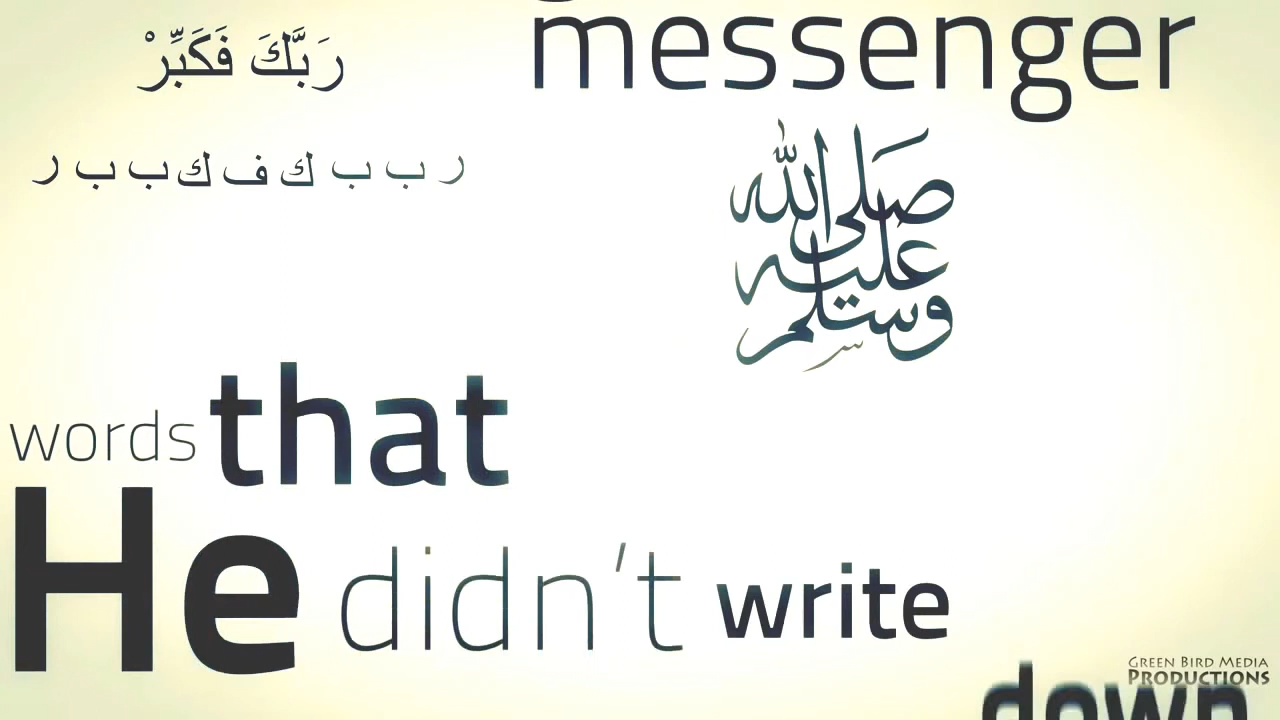 messenger
رَبَّكَ فَكَبِّرْ
ر ب ب ك ف ك ب ب ر
صلى الله
عليه
وسلم
words that
He didn't write
down
GREEN BIRD MEDIA
PRODUCTIONS